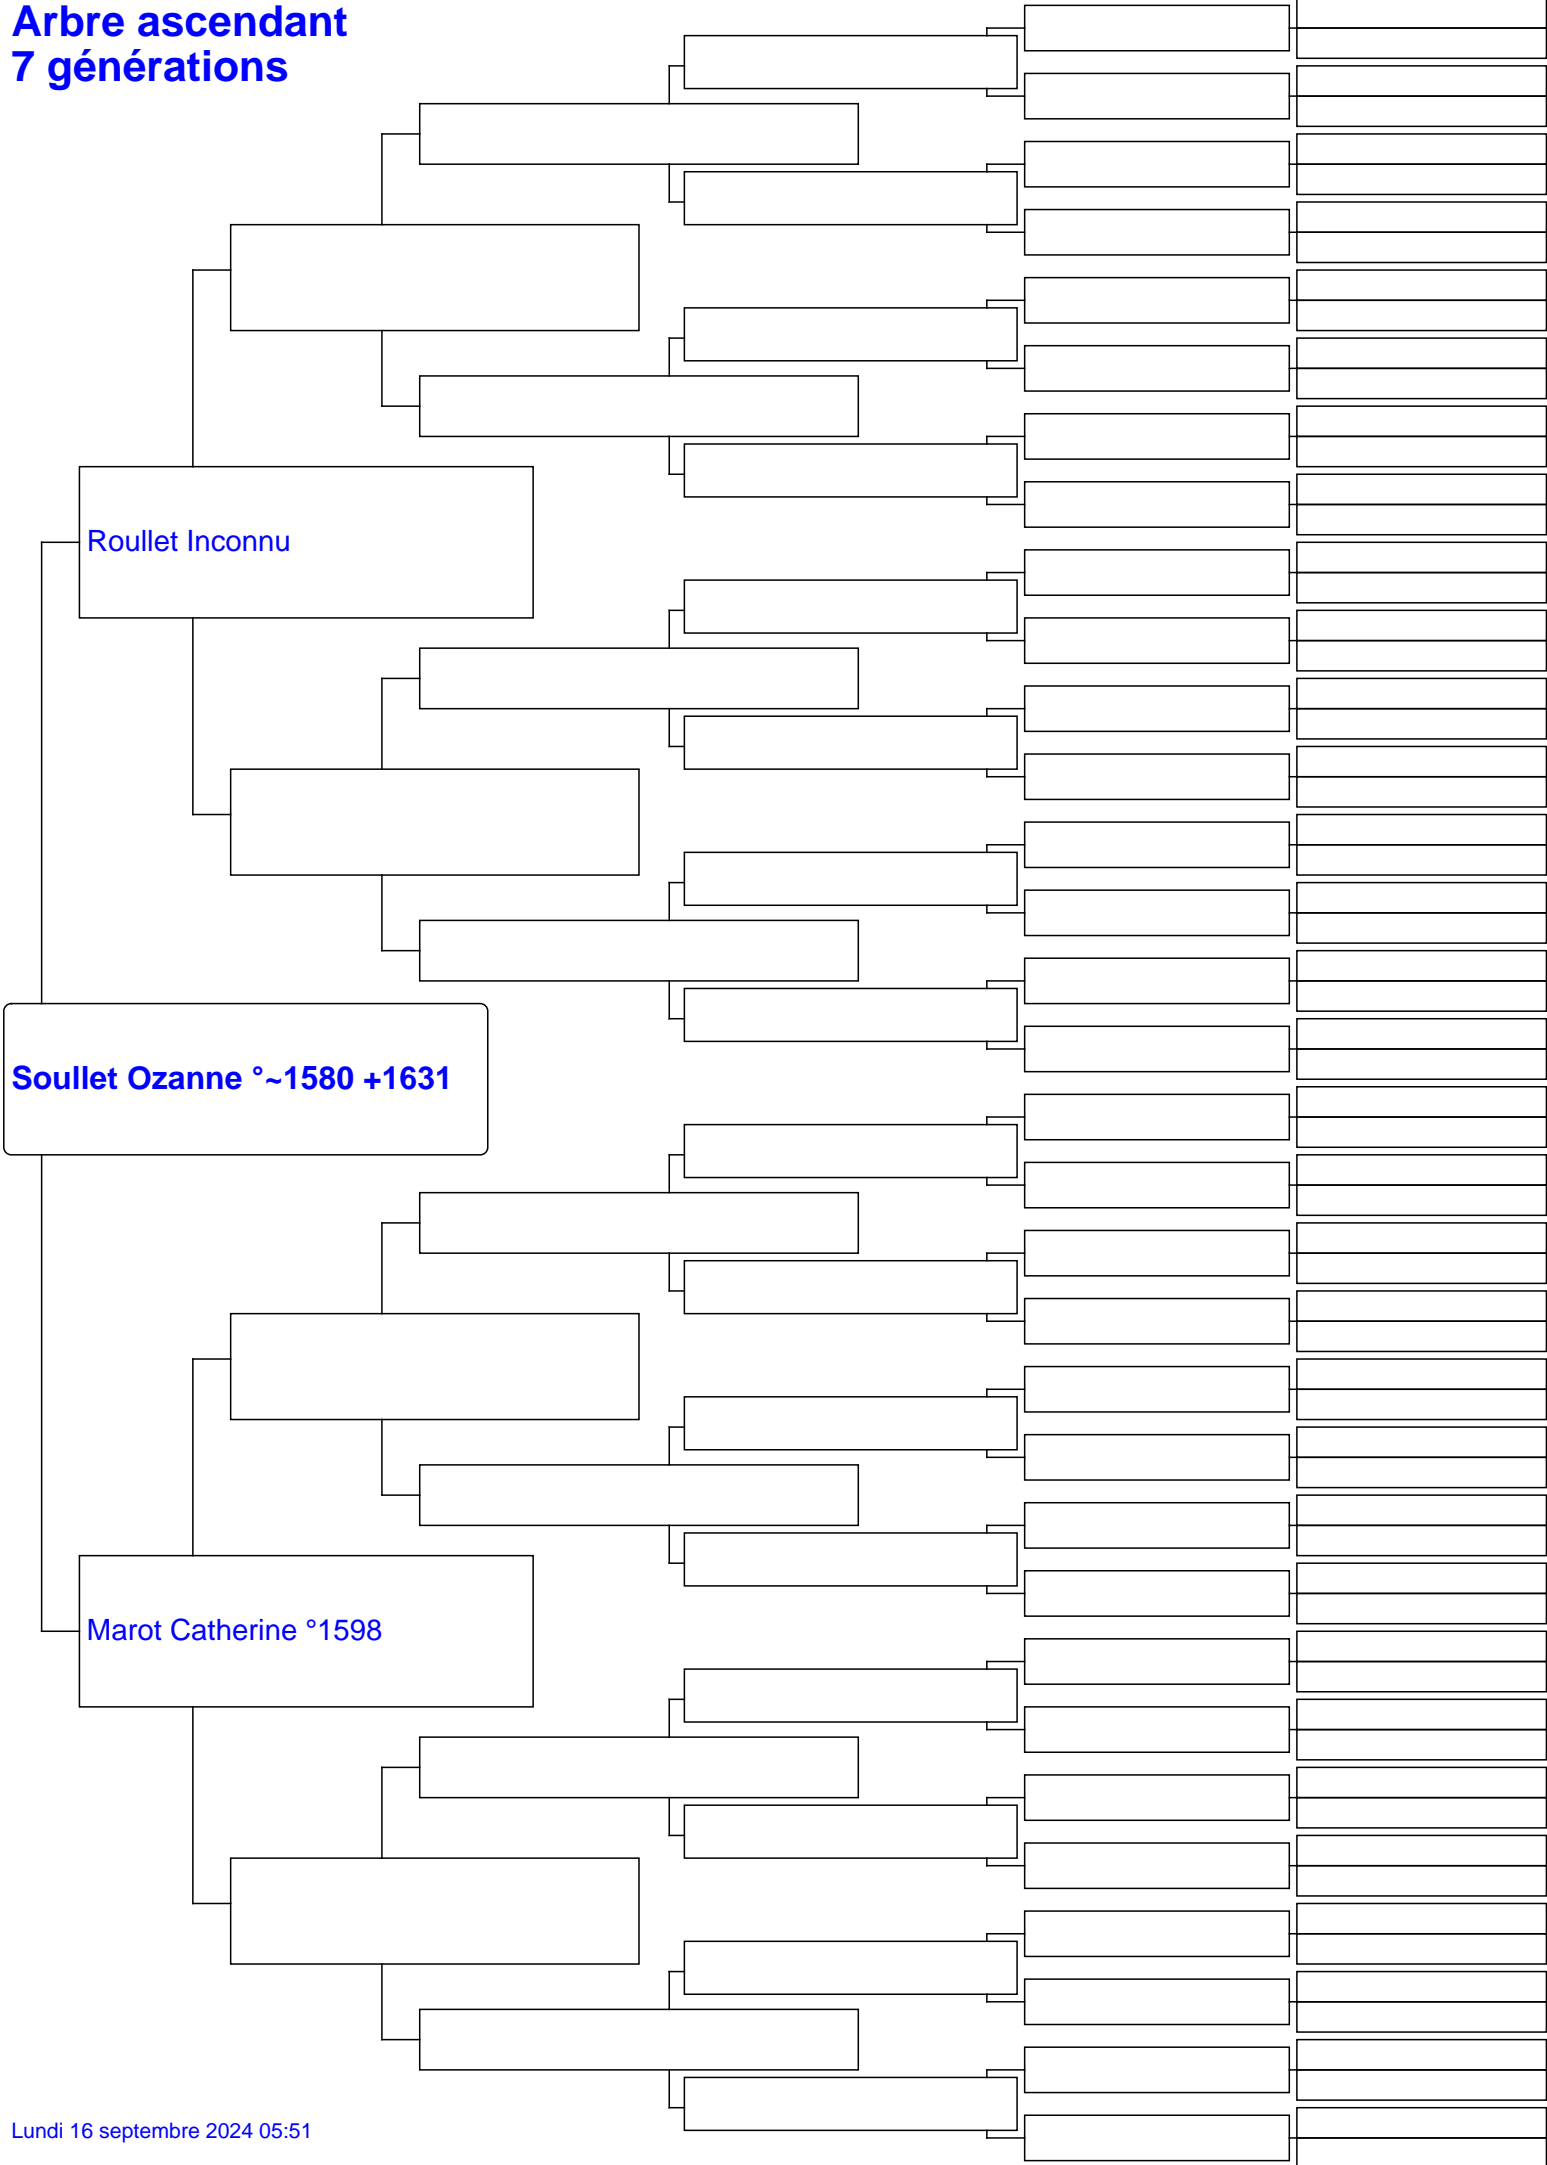 Arbre ascendant
7 générations
Roullet Inconnu
Soullet Ozanne °~1580 +1631
Marot Catherine °1598
Lundi 16 septembre 2024 05:51